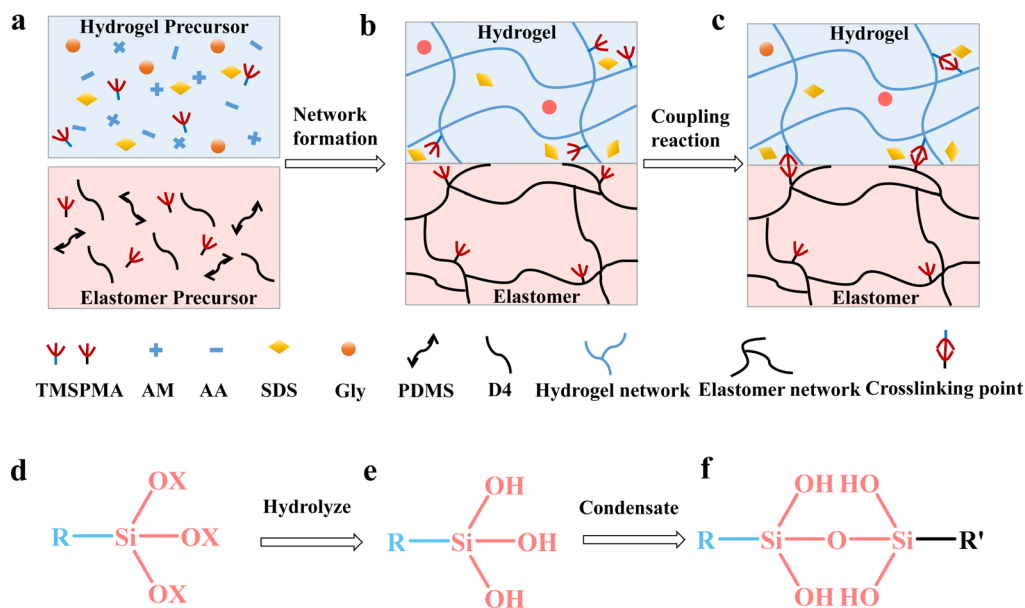 a
Hydrogel Precursor
Elastomer Precursor
Network
formation
b
Hydrogel
Elastomer
Coupling
reaction
c
Hydrogel
Elastomer
TMSPMA
AM
AA
SDS
Gly
PDMS
D4
Hydrogel network
Elastomer network
Crosslinking point
d
OX
R
Si
OX
OX
Hydrolyze
e
OH
R
Si
OH
OH
Condensate
f
OH
HO
R
Si
O
Si
R'
OH
HO